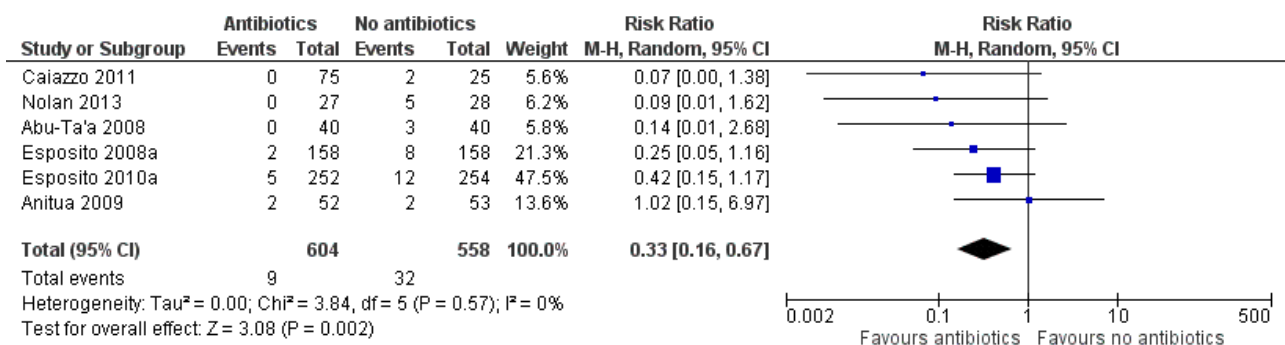 Antibiotics No antibiotics Risk Ratio Risk Ratio
Study or Subgroup Events Total Events Total Weight M-H, Random, 95% CI M-H, Random, 95% CI
Caiazzo 2011 0 75 2 25 5.6% 0.07 [0.00, 1.38]
Nolan 2013 0 27 5 28 6.2% 0.09 [0.01, 1.62]
Abu-Ta'a 2008 0 40 3 40 5.8% 0.14 [0.01, 2.68]
Esposito 2008a 2 158 8 158 21.3% 0.25 [0.05, 1.16]
Esposito 2010a 5 252 12 254 47.5% 0.42 [0.15, 1.17]
Anitua 2009 2 52 2 53 13.6% 1.02 [0.15, 6.97]
Total (95% CI) 604 558 100.0% 0.33 [0.16, 0.67]
Total events 9 32
Heterogeneity: Tau² = 0.00; Chi² = 3.84, df = 5 (P = 0.57); I² = 0%
Test for overall effect: Z = 3.08 (P = 0.002)
0.002 0.1 1 10 500
Favours antibiotics Favours no antibiotics